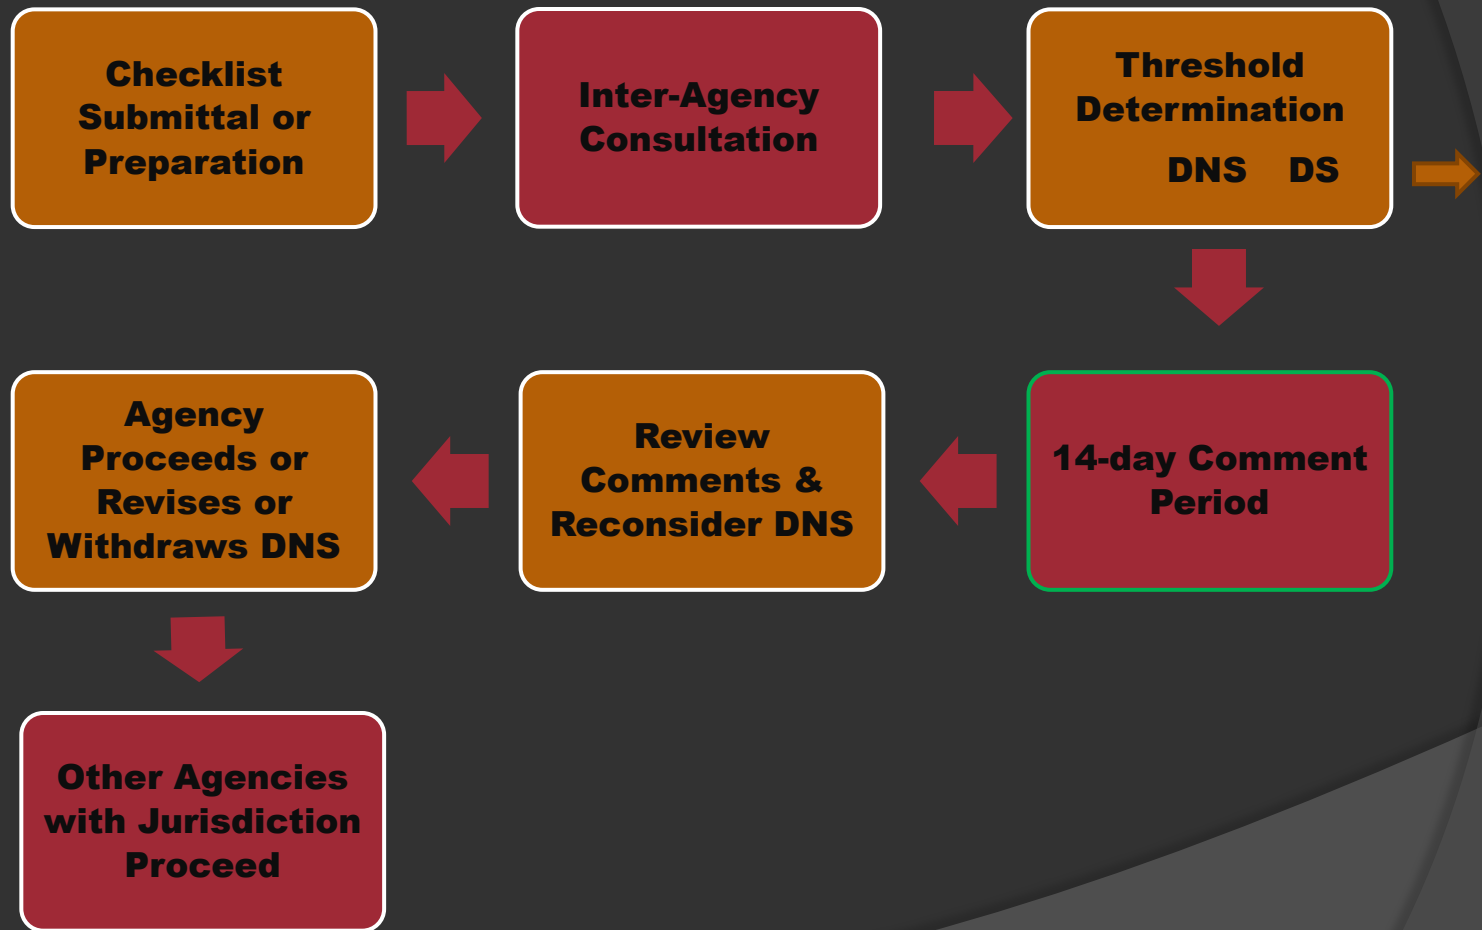 Checklist
Submittal or
Preparation
Inter-Agency
Consultation
Threshold
Determination
DNS DS
14-day Comment
Period
Review
Comments &
Reconsider DNS
Agency
Proceeds or
Revises or
Withdraws DNS
Other Agencies
with Jurisdiction
Proceed